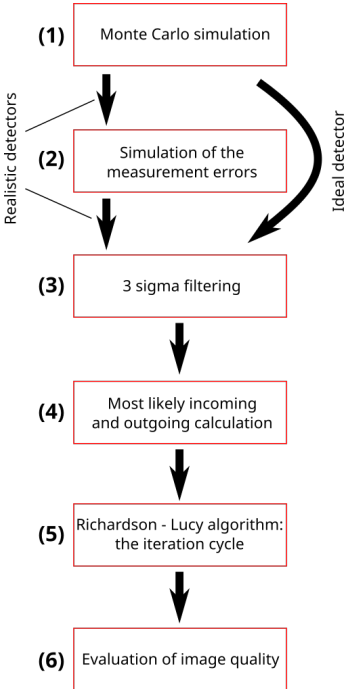 (1)
Monte Carlo simulation
Realistic detectors
Ideal detector
(2)
Simulation of the
measurement errors
(3)
3 sigma filtering
(4)
Most likely incoming
and outgoing calculation
(5)
Richardson - Lucy algorithm:
the iteration cycle
(6)
Evaluation of image quality